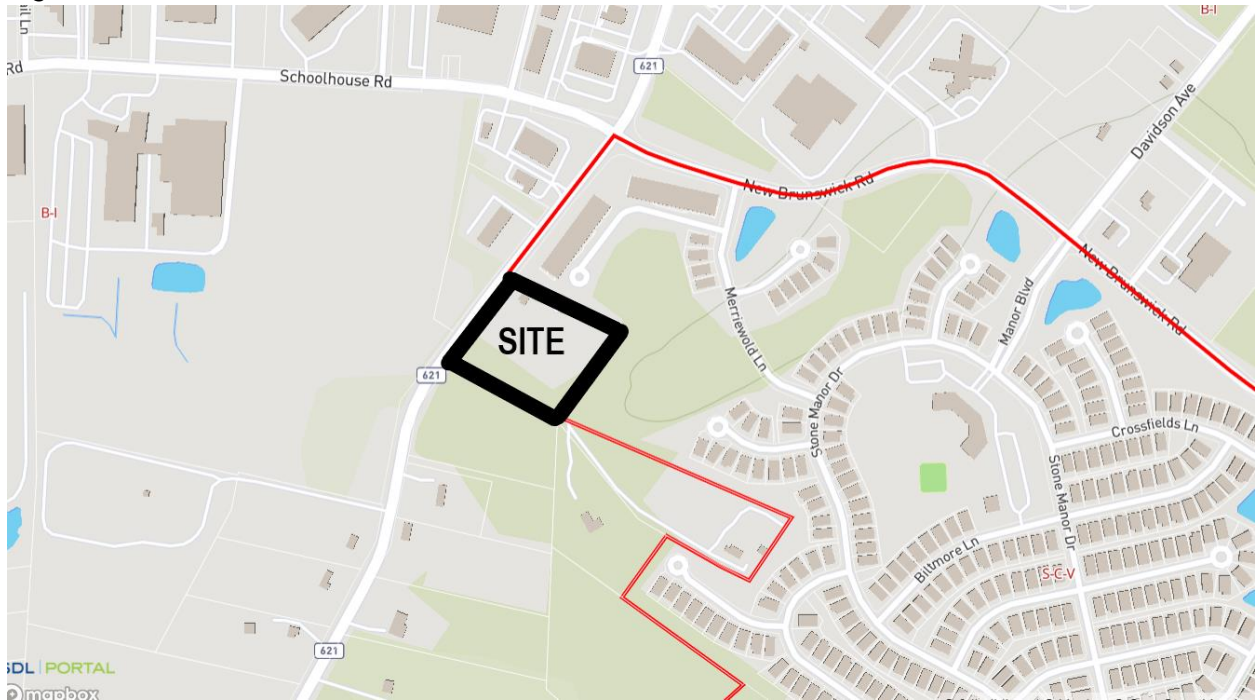 B-I
621
Schoolhouse Rd
Rd
Davidson Ave
New Brunswick Rd
B-I
Manor Blvd
New Brunswick Rd
Merriewold Ln
SITE
621
Stone Manor Dr
Crossfields Ln
Stone Manor Dr
Biltmore Ln
S-C-V
621
SDL | PORTAL
mapbox